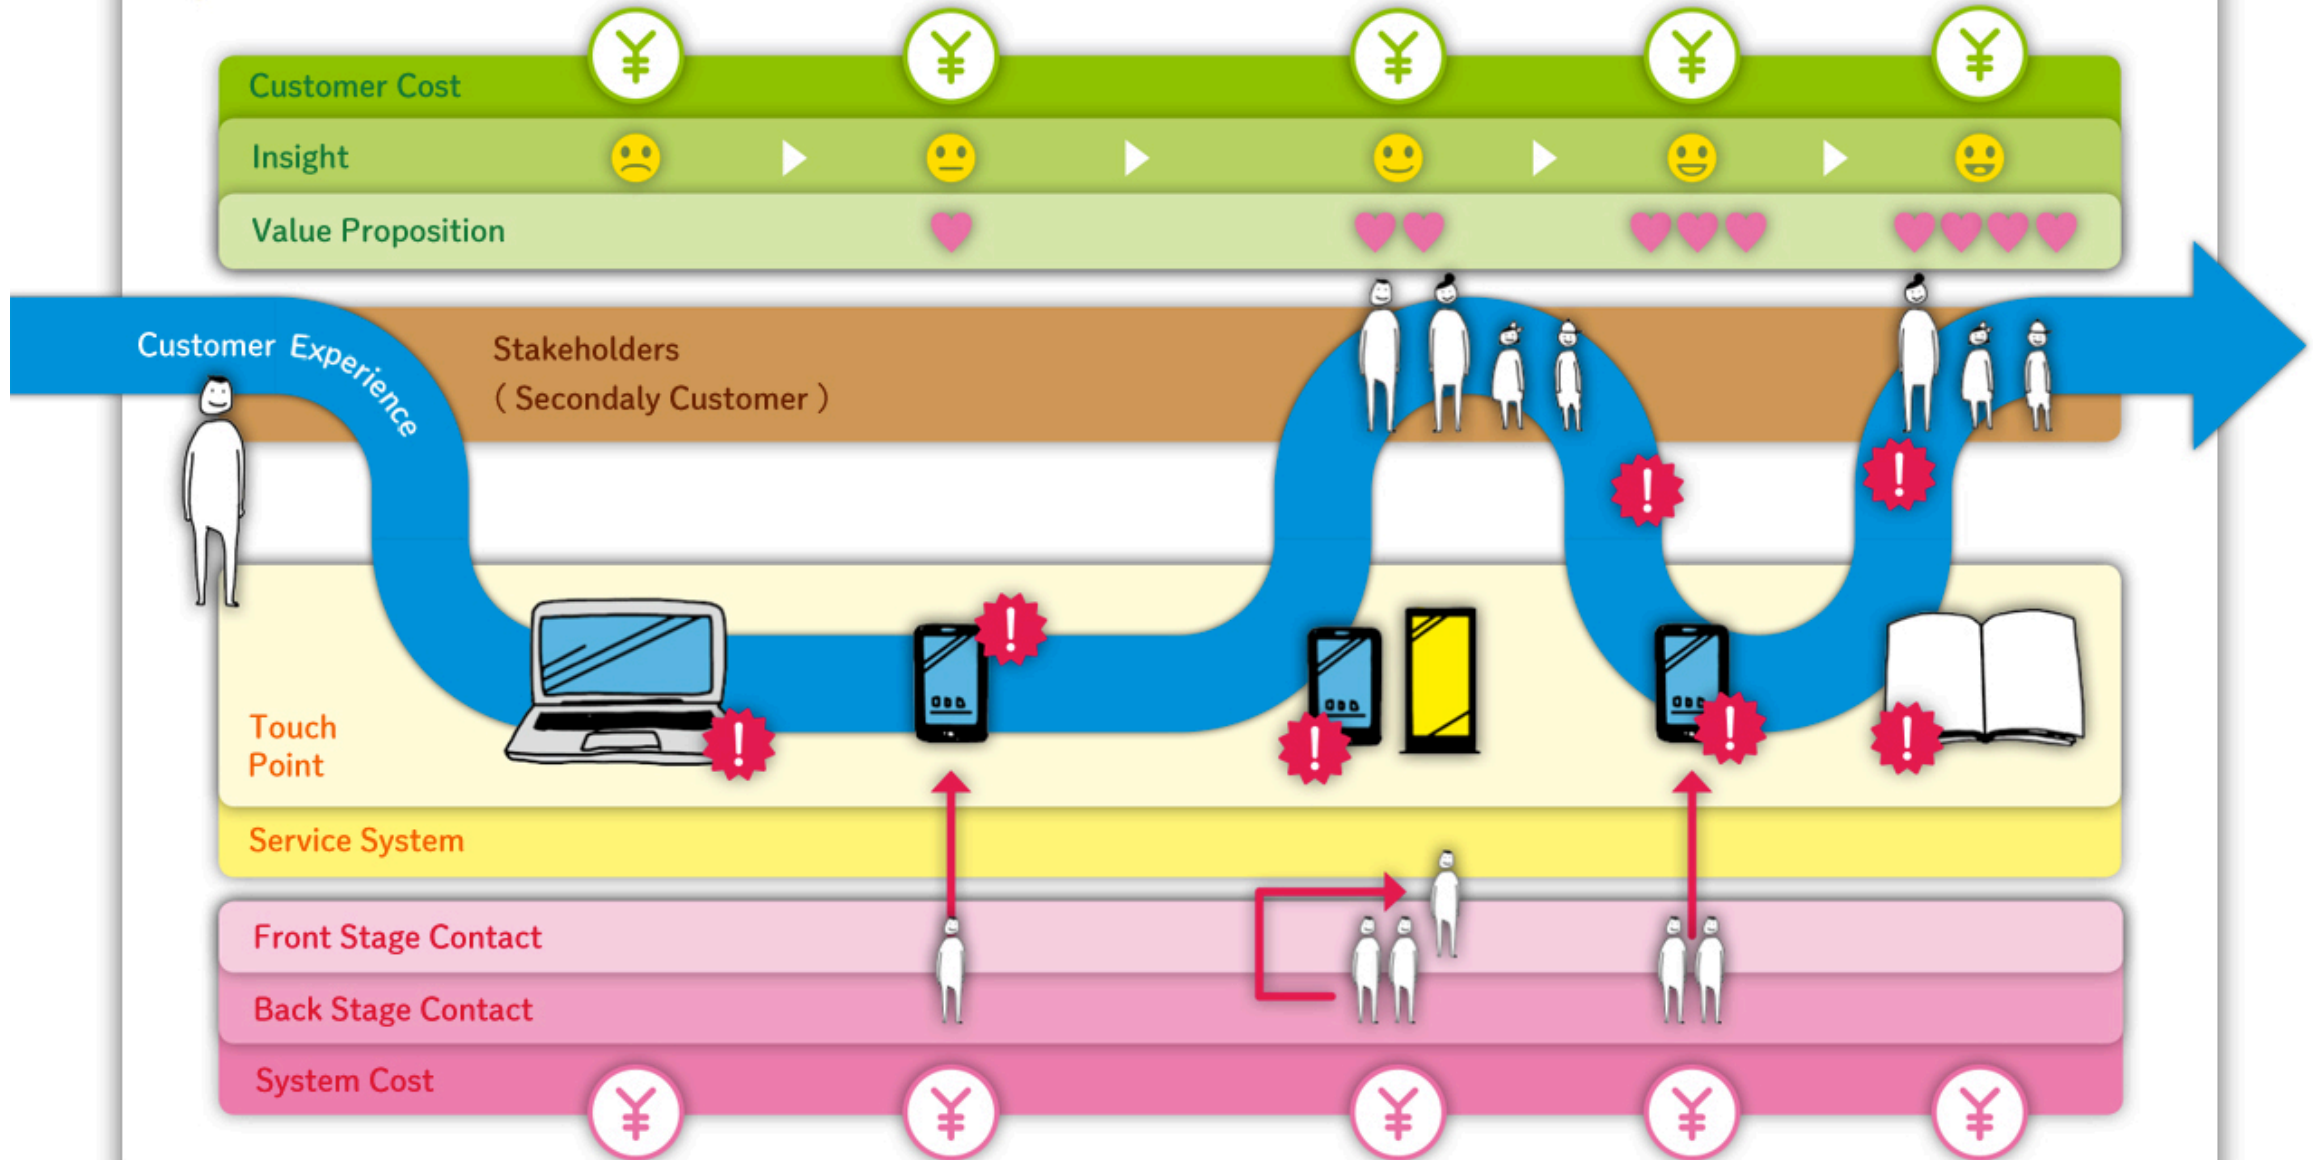 ¥ ¥ ¥ ¥ ¥
Customer Cost
Insight
Value Proposition
Customer Experience
Stakeholders
( Secondaly Customer )
!
!
!
!
!
!
!
Touch
Point
Service System
Front Stage Contact
Back Stage Contact
System Cost
¥ ¥ ¥ ¥ ¥